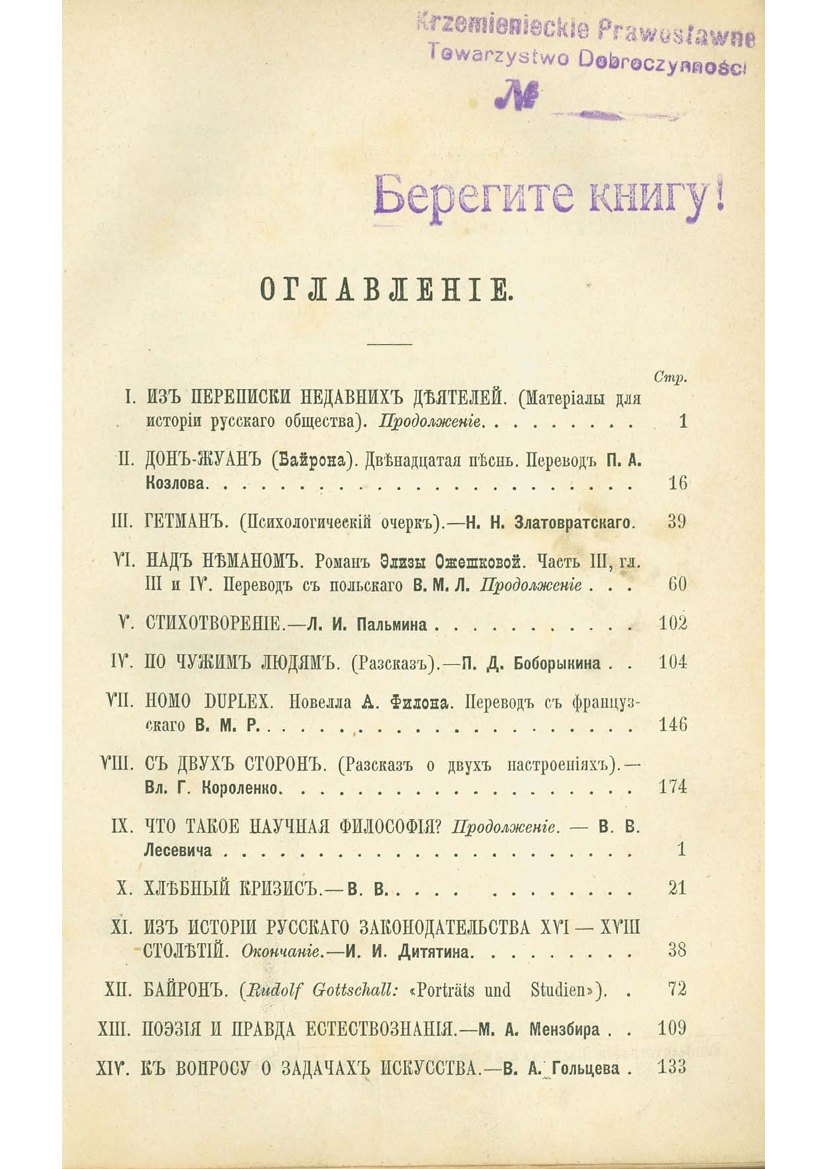 Krzemienieckie Prawosławne
Towarzystwo Dobroczynności
№
Берегите книгу!
ОГЛАВЛЕНІЕ.
Стр.
I. ИЗЪ ПЕРЕПИСКИ НЕДАВНИХЪ ДѢЯТЕЛЕЙ. (Матеріалы для
исторіи русскаго общества). Продолженіе. . . . . . . . . 1
II. ДОНЪ-ЖУАНЪ (Байрона). Двѣнадцатая пѣснь. Переводъ П. А.
Козлова. . . . . . . . . . . . . . . . . . . . . . . 16
III. ГЕТМАНЪ. (Психологическій очеркъ).—Н. Н. Златовратскаго. 39
VI. НАДЪ НѢМАНОМЪ. Романъ Элизы Ожешковой. Часть III, гл.
III и IV. Переводъ съ польскаго В. М. Л. Продолженіе . . . 60
V. СТИХОТВОРЕНІЕ.—Л. И. Пальмина . . . . . . . . . . . 102
IV. ПО ЧУЖИМЪ ЛЮДЯМЪ. (Разсказъ).—П. Д. Боборыкина . . 104
VII. HOMO DUPLEX. Новелла А. Филона. Переводъ съ француз-
скаго В. М. Р. . . . . . . . . . . . . . . . . . . . . 146
VIII. СЪ ДВУХЪ СТОРОНЪ. (Разсказъ о двухъ настроеніяхъ).—
Вл. Г. Короленко. . . . . . . . . . . . . . . . . . . 174
IX. ЧТО ТАКОЕ НАУЧНАЯ ФИЛОСОФІЯ? Продолженіе. — В. В.
Лесевича . . . . . . . . . . . . . . . . . . . . . . 1
X. ХЛѢБНЫЙ КРИЗИСЪ.—В. В. . . . . . . . . . . . . 21
XI. ИЗЪ ИСТОРІИ РУССКАГО ЗАКОНОДАТЕЛЬСТВА XVI — XVIII
СТОЛѢТІЙ. Окончаніе.—И. И. Дитятина. . . . . . . . . 38
XII. БАЙРОНЪ. (Rudolf Gottschall: «Porträts und Studien»). . 72
XIII. ПОЭЗІЯ И ПРАВДА ЕСТЕСТВОЗНАНІЯ.—М. А. Мензбира . . 109
XIV. КЪ ВОПРОСУ О ЗАДАЧАХЪ ИСКУССТВА.—В. А. Гольцева . 133